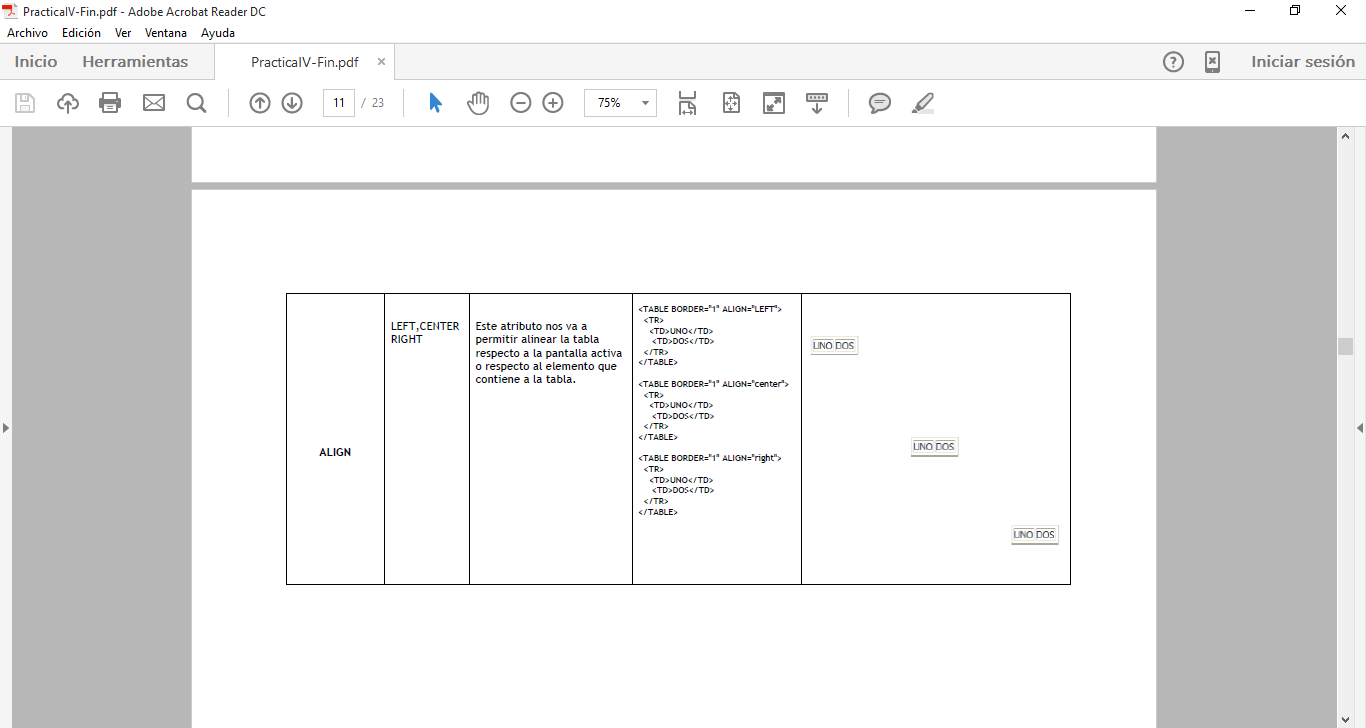 PracticaIV-Fin.pdf - Adobe Acrobat Reader DC
Archivo Edición Ver Ventana Ayuda
Inicio Herramientas PracticaIV-Fin.pdf Iniciar sesión
11 / 23 75%
ALIGN
LEFT,CENTER
RIGHT
Este atributo nos va a
permitir alinear la tabla
respecto a la pantalla activa
o respecto al elemento que
contiene a la tabla.
<TABLE BORDER="1" ALIGN="LEFT">
<TR>
<TD>UNO</TD>
<TD>DOS</TD>
</TR>
</TABLE>
<TABLE BORDER="1" ALIGN="center">
<TR>
<TD>UNO</TD>
<TD>DOS</TD>
</TR>
</TABLE>
<TABLE BORDER="1" ALIGN="right">
<TR>
<TD>UNO</TD>
<TD>DOS</TD>
</TR>
</TABLE>
UNO DOS
UNO DOS
UNO DOS